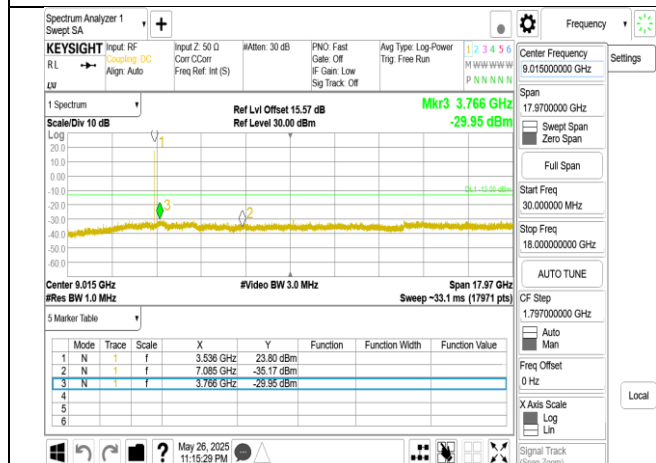 Spectrum Analyzer 1
Swept SA
Frequency
KEYSIGHT
RL
Input: RF
Coupling: DC
Align: Auto
Input Z: 50 Ω
Corr CCorr
Freq Ref: Int (S)
#Atten: 30 dB
PNO: Fast
Gate: Off
IF Gain: Low
Sig Track: Off
Avg Type: Log-Power
Trig: Free Run
1 2 3 4 5 6
M W W W W W
P N N N N N
Center Frequency
9.015000000 GHz
Settings
Span
17.9700000 GHz
Swept Span
Zero Span
Full Span
Start Freq
30.000000 MHz
Stop Freq
18.000000000 GHz
AUTO TUNE
CF Step
1.797000000 GHz
Auto
Man
Freq Offset
0 Hz
X Axis Scale
Log
Lin
Local
Signal Track
(Span Zoom)
1 Spectrum
Scale/Div 10 dB
Ref Lvl Offset 15.57 dB
Ref Level 30.00 dBm
Mkr3 3.766 GHz
-29.95 dBm
Log
20.0
10.0
0.00
-10.0
-20.0
-30.0
-40.0
-50.0
-60.0
1
2
3
DL1 -13.00 dBm
Center 9.015 GHz
#Res BW 1.0 MHz
#Video BW 3.0 MHz
Span 17.97 GHz
Sweep ~33.1 ms (17971 pts)
5 Marker Table
Mode Trace Scale X Y Function Function Width Function Value
1 N 1 f 3.536 GHz 23.80 dBm
2 N 1 f 7.085 GHz -35.17 dBm
3 N 1 f 3.766 GHz -29.95 dBm
4
5
6
?
May 26, 2025
11:15:29 PM